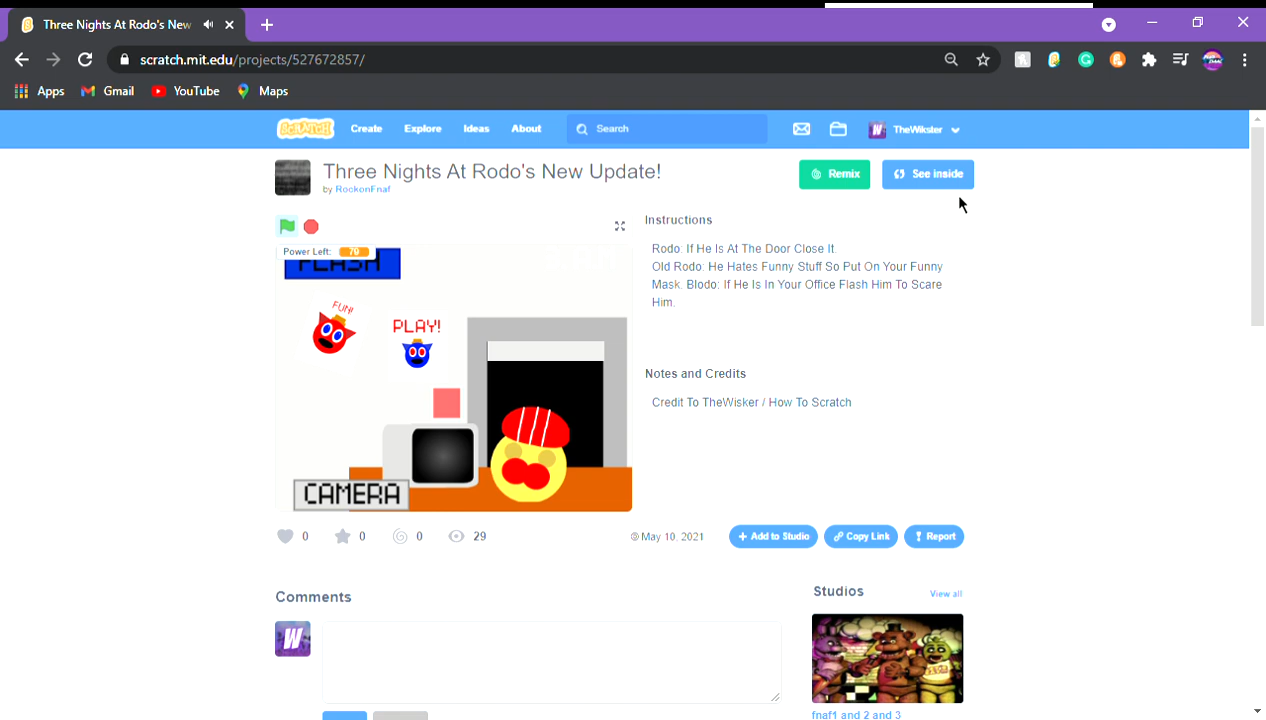 Three Nights At Rodo's New
scratch.mit.edu/projects/527672857/
Apps
Gmail
YouTube
Maps
SCRATCH
Create
Explore
Ideas
About
Search
TheWikster
Three Nights At Rodo's New Update!
by RockonFnaf
Remix
See inside
Power Left: 70
FLASH
FUN!
PLAY!
CAMERA
Instructions
Rodo: If He Is At The Door Close It.
Old Rodo: He Hates Funny Stuff So Put On Your Funny
Mask. Blodo: If He Is In Your Office Flash Him To Scare
Him.
Notes and Credits
Credit To TheWisker / How To Scratch
0
0
0
29
© May 10, 2021
Add to Studio
Copy Link
Report
Comments
W
Studios
View all
fnaf1 and 2 and 3